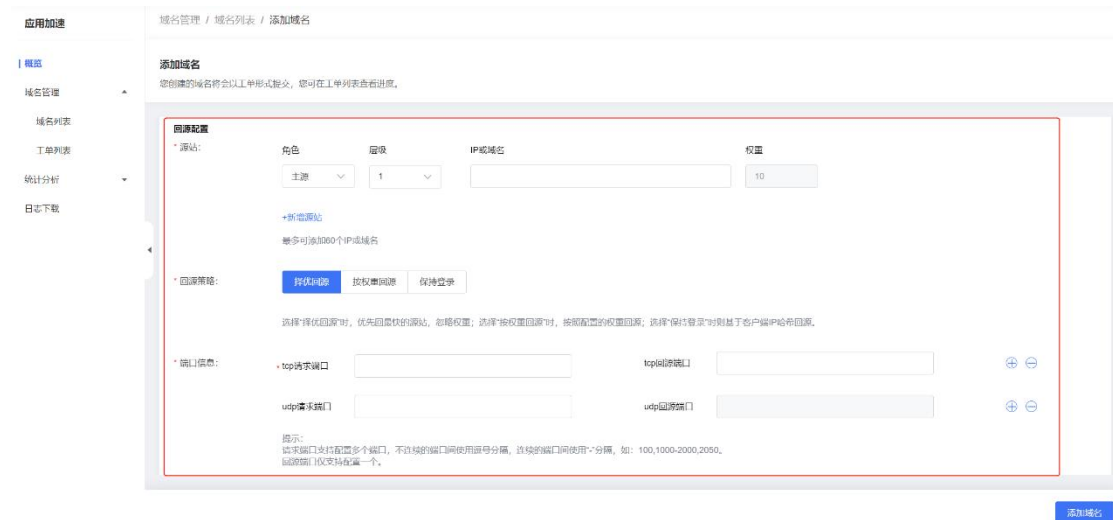 应用加速
域名管理 / 域名列表 / 添加域名
概览
域名管理
域名列表
工单列表
统计分析
日志下载
添加域名
您创建的域名将会以工单形式提交，您可在工单列表查看进度。
回源配置
* 源站： 角色 层级 IP或域名 权重
主源 1 10
+新增源站
最多可添加60个IP或域名
* 回源策略： 择优回源 按权重回源 保持登录
选择“择优回源”时，优先回最快的源站，忽略权重；选择“按权重回源”时，按照配置的权重回源；选择“保持登录”时则基于客户端IP哈希回源。
* 端口信息： * tcp请求端口 tcp回源端口
udp请求端口 udp回源端口
提示：
请求端口支持配置多个端口，不连续的端口间使用逗号分隔，连续的端口间使用“-”分隔，如：100,1000-2000,2050。
回源端口仅支持配置一个。
添加域名